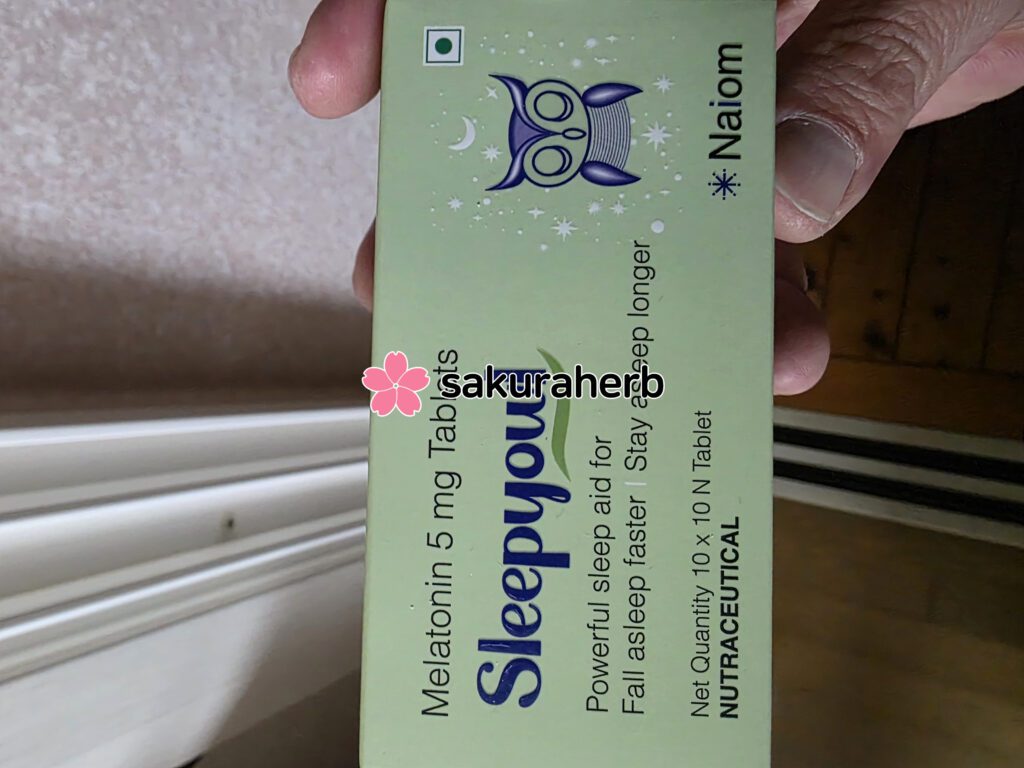 Melatonin 5 mg Tablets
Sleepyowl
Powerful sleep aid for
Fall asleep faster | Stay asleep longer
Net Quantity 10 x 10 N Tablet
NUTRACEUTICAL
Naiom
sakuraherb